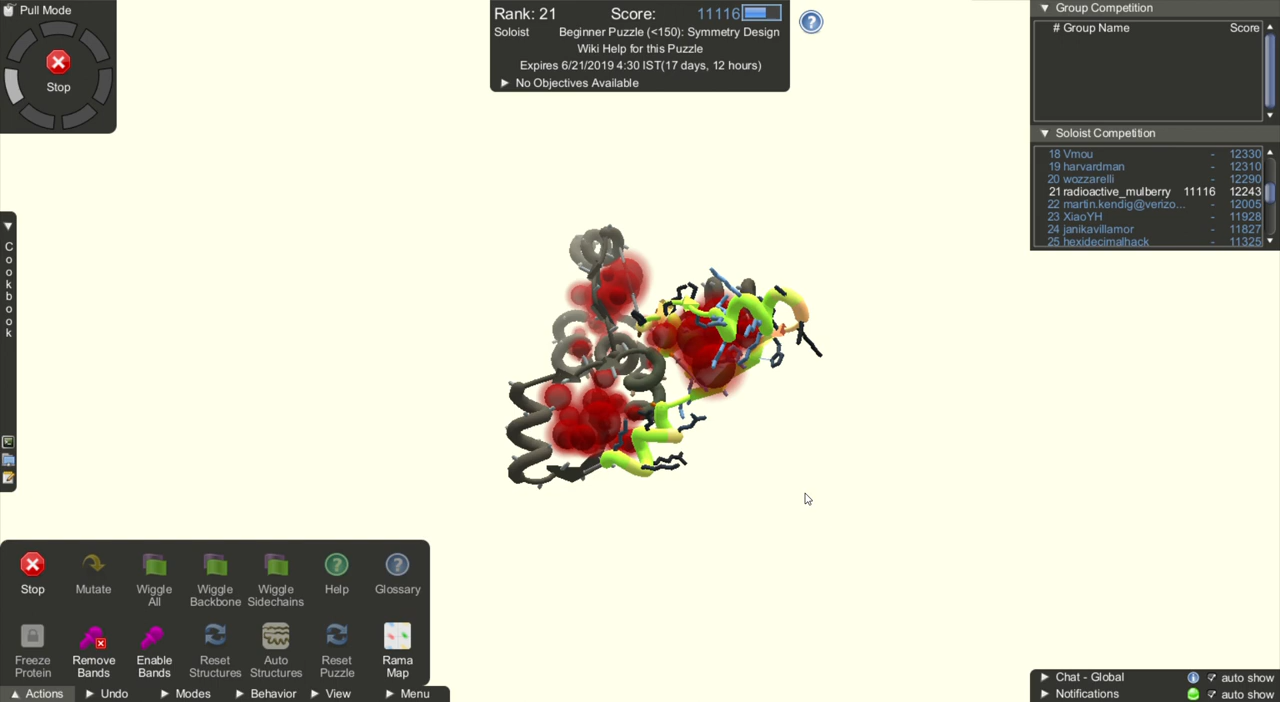 Pull Mode
Stop
Rank: 21 Score: 11116
Soloist Beginner Puzzle (<150): Symmetry Design
Wiki Help for this Puzzle
Expires 6/21/2019 4:30 IST(17 days, 12 hours)
No Objectives Available
?
Group Competition
# Group Name Score
Soloist Competition
18 Vmou - 12330
19 harvardman - 12310
20 wozzarelli - 12290
21 radioactive_mulberry 11116 12243
22 martin.kendig@verizo... - 12005
23 XiaoYH - 11928
24 janikavillamor - 11827
25 hexidecimalhack - 11325
Cookbook
Stop
Mutate
Wiggle All
Wiggle Backbone
Wiggle Sidechains
Help
Glossary
Freeze Protein
Remove Bands
Enable Bands
Reset Structures
Auto Structures
Reset Puzzle
Rama Map
Actions Undo Modes Behavior View Menu
Chat - Global auto show
Notifications auto show